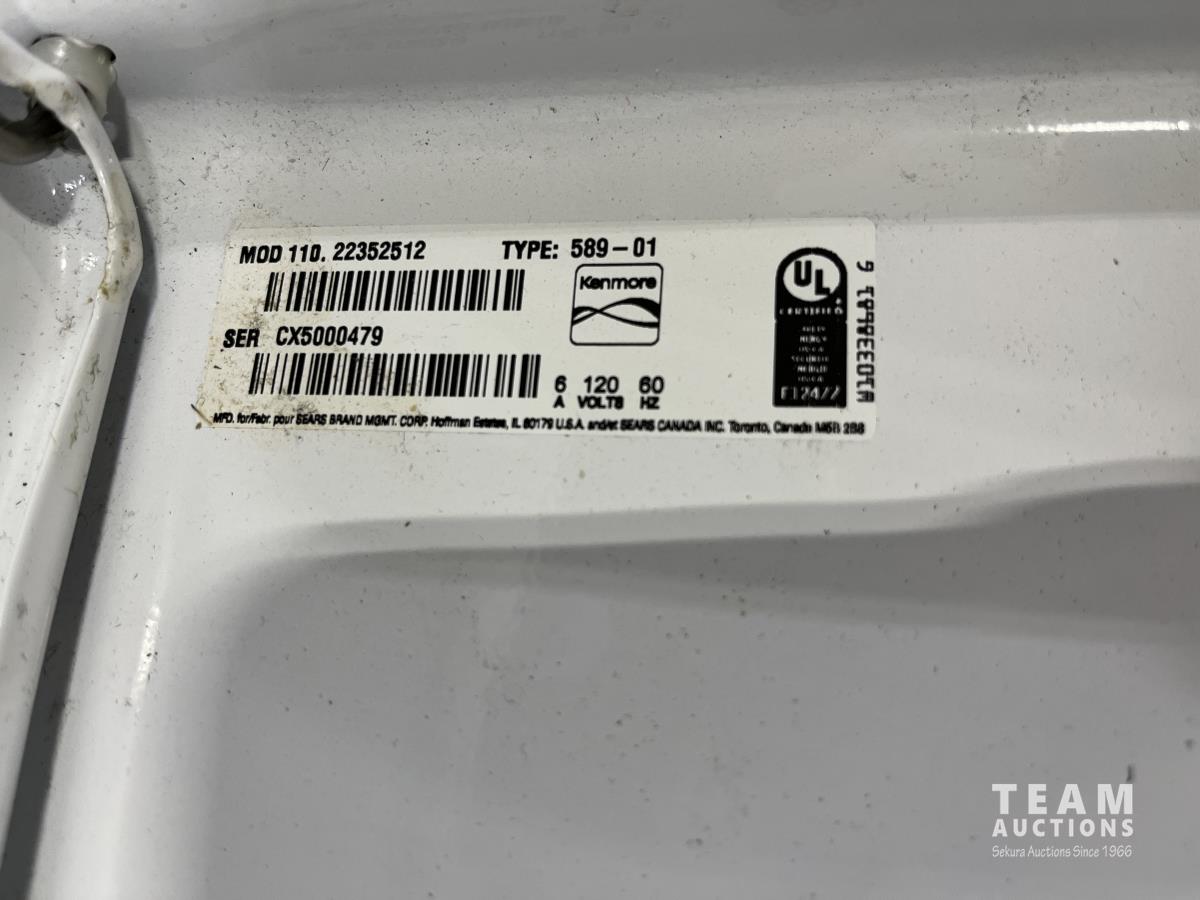 MOD 110. 22352512 TYPE: 589-01
Kenmore
SER CX5000479
6 120 60
A VOLTS HZ
MFD. for/Fabr. pour SEARS BRAND MGMT. CORP. Hoffman Estates, IL 60179 U.S.A. and/et SEARS CANADA INC. Toronto, Canada M5B 2B8
UL
CERTIFIED
TEAM
AUCTIONS
Sekura Auctions Since 1966